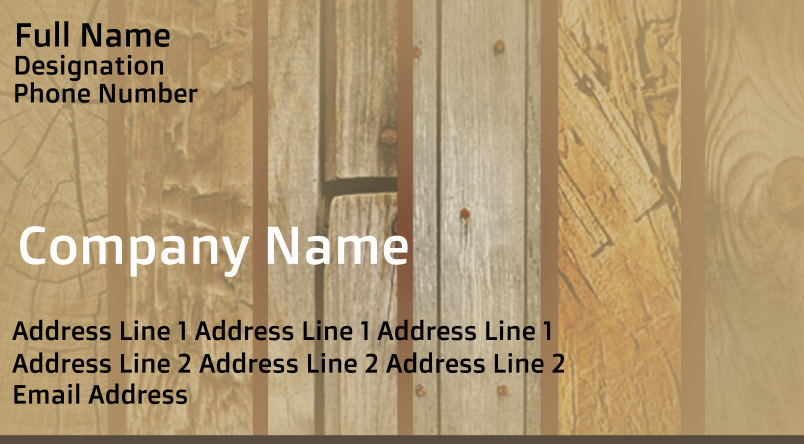 Full Name
Designation
Phone Number
Company Name
Address Line 1 Address Line 1 Address Line 1
Address Line 2 Address Line 2 Address Line 2
Email Address